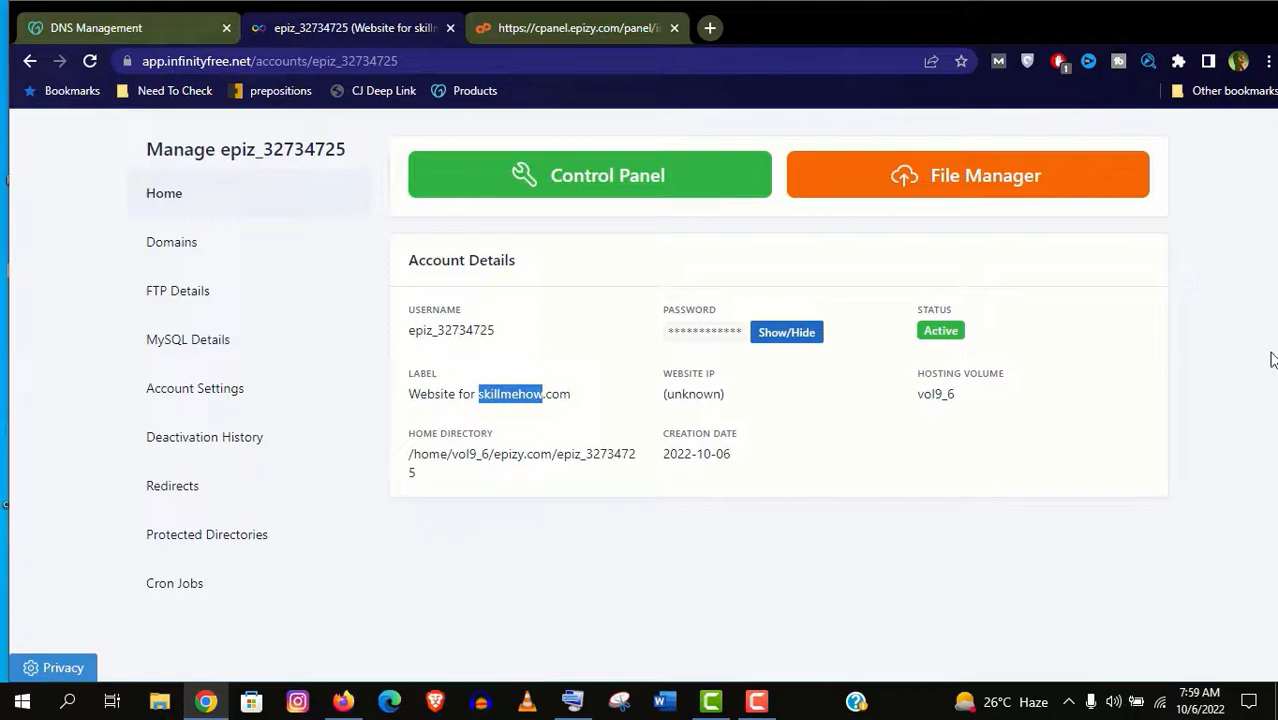 DNS Management
epiz_32734725 (Website for skillm
https://cpanel.epizy.com/panel/i
app.infinityfree.net/accounts/epiz_32734725
Bookmarks
Need To Check
prepositions
CJ Deep Link
Products
Other bookmarks
Manage epiz_32734725
Home
Domains
FTP Details
MySQL Details
Account Settings
Deactivation History
Redirects
Protected Directories
Cron Jobs
Control Panel
File Manager
Account Details
USERNAME
PASSWORD
STATUS
epiz_32734725
************
Show/Hide
Active
LABEL
WEBSITE IP
HOSTING VOLUME
Website for skillmehow.com
(unknown)
vol9_6
HOME DIRECTORY
CREATION DATE
/home/vol9_6/epizy.com/epiz_3273472
5
2022-10-06
Privacy
26°C Haze
7:59 AM
10/6/2022